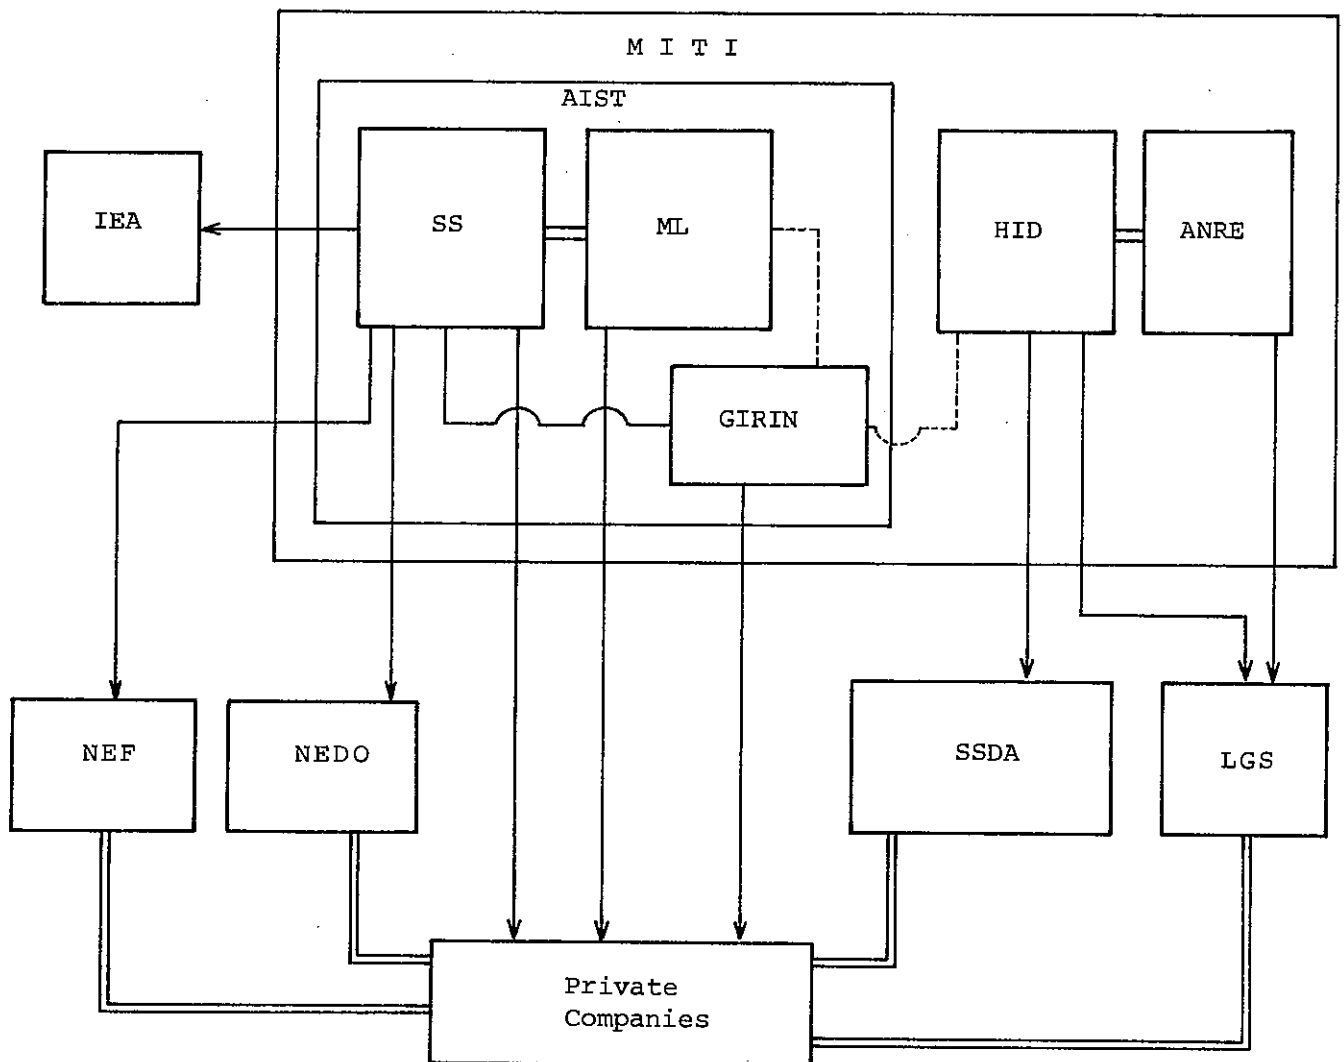 M I T I
AIST
IEA
SS
ML
HID
ANRE
GIRIN
NEF
NEDO
SSDA
LGS
Private
Companies